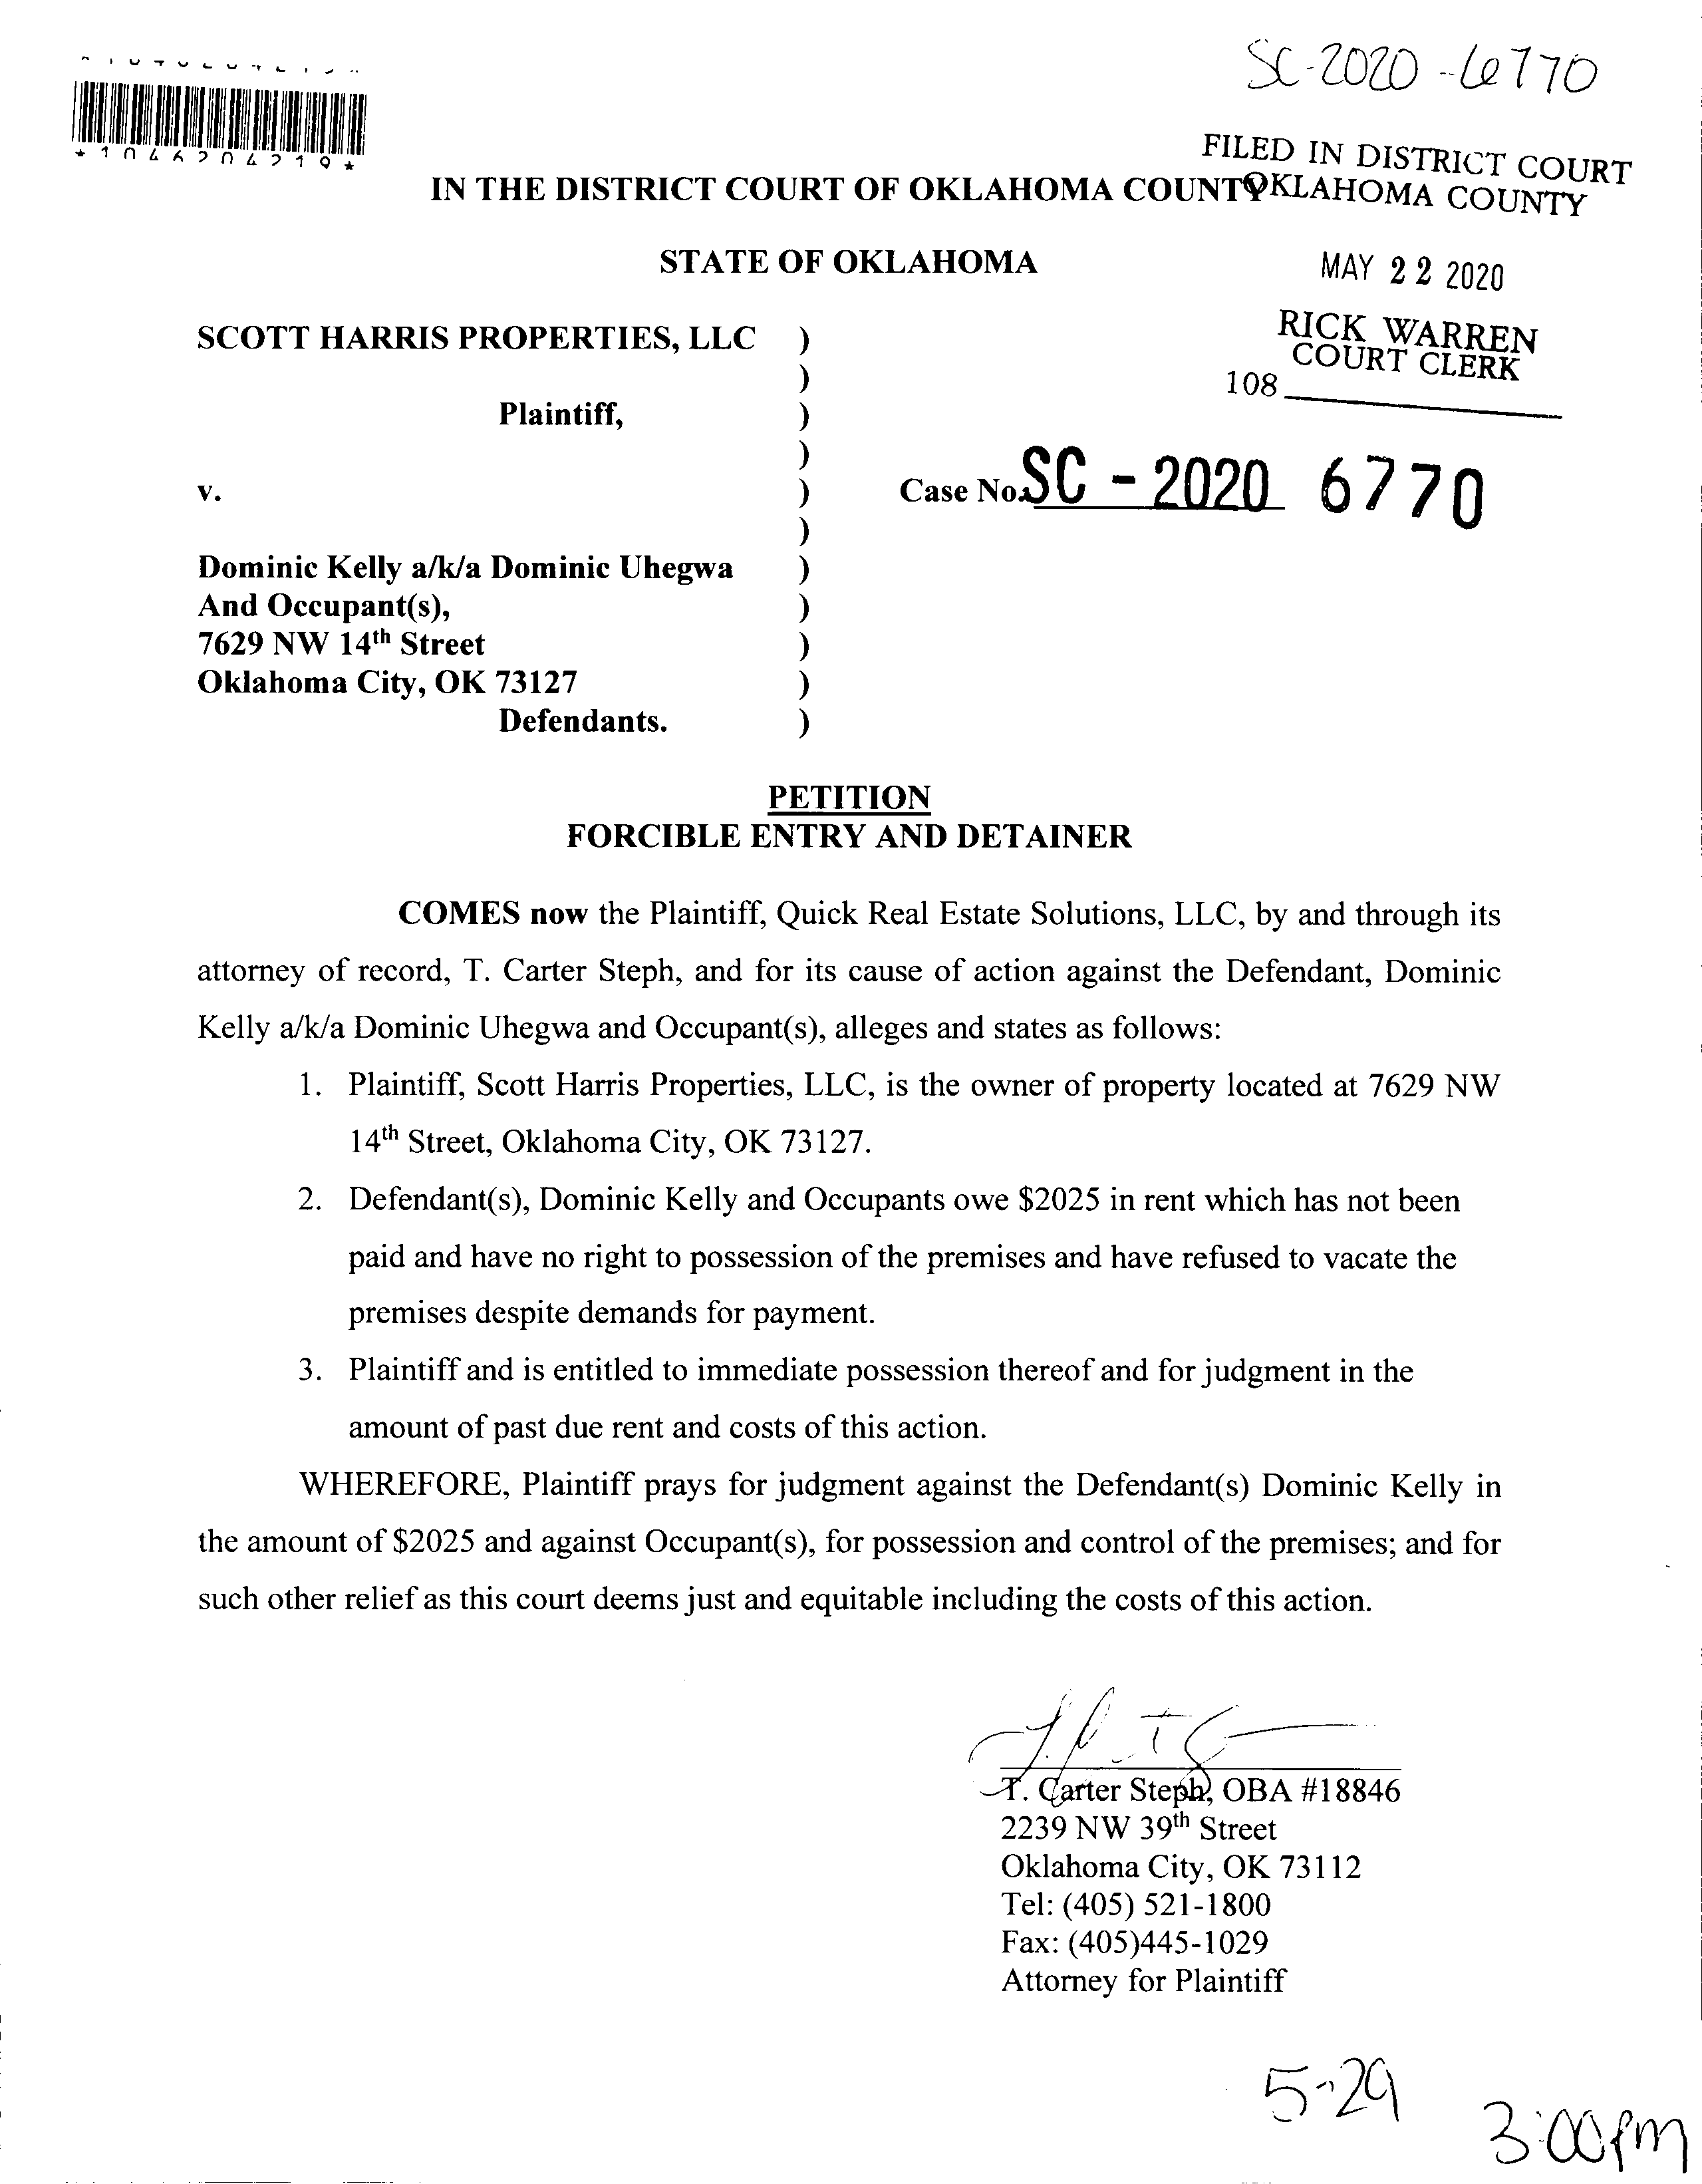 SC-2020-6770
*1046204219*
FILED IN DISTRICT COURT
OKLAHOMA COUNTY
IN THE DISTRICT COURT OF OKLAHOMA COUNTY
STATE OF OKLAHOMA
MAY 22 2020
RICK WARREN
COURT CLERK
108
SCOTT HARRIS PROPERTIES, LLC )
)
Plaintiff, )
)
v. ) Case No. SC - 2020 6770
)
Dominic Kelly a/k/a Dominic Uhegwa )
And Occupant(s), )
7629 NW 14th Street )
Oklahoma City, OK 73127 )
Defendants. )
PETITION
FORCIBLE ENTRY AND DETAINER
COMES now the Plaintiff, Quick Real Estate Solutions, LLC, by and through its
attorney of record, T. Carter Steph, and for its cause of action against the Defendant, Dominic
Kelly a/k/a Dominic Uhegwa and Occupant(s), alleges and states as follows:
1. Plaintiff, Scott Harris Properties, LLC, is the owner of property located at 7629 NW
14th Street, Oklahoma City, OK 73127.
2. Defendant(s), Dominic Kelly and Occupants owe $2025 in rent which has not been
paid and have no right to possession of the premises and have refused to vacate the
premises despite demands for payment.
3. Plaintiff and is entitled to immediate possession thereof and for judgment in the
amount of past due rent and costs of this action.
WHEREFORE, Plaintiff prays for judgment against the Defendant(s) Dominic Kelly in
the amount of $2025 and against Occupant(s), for possession and control of the premises; and for
such other relief as this court deems just and equitable including the costs of this action.
T. Carter Steph, OBA #18846
2239 NW 39th Street
Oklahoma City, OK 73112
Tel: (405) 521-1800
Fax: (405)445-1029
Attorney for Plaintiff
5-29
3:00pm